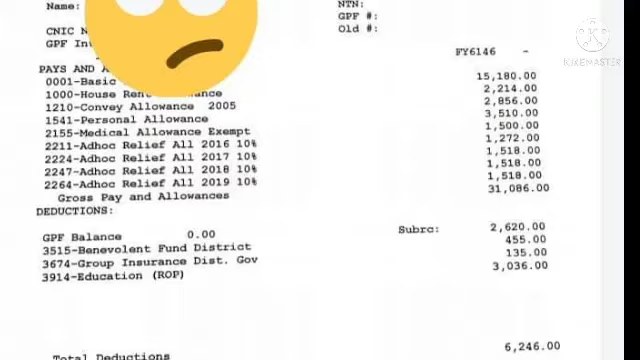 Name:
NTN:
GPF #:
CNIC N
Old #:
GPF In
FY6146 -
PAYS AND A
0001-Basic 15,180.00
1000-House Rent 2,214.00
1210-Convey Allowance 2005 2,856.00
1541-Personal Allowance 3,510.00
2155-Medical Allowance Exempt 1,500.00
2211-Adhoc Relief All 2016 10% 1,272.00
2224-Adhoc Relief All 2017 10% 1,518.00
2247-Adhoc Relief All 2018 10% 1,518.00
2264-Adhoc Relief All 2019 10% 1,518.00
Gross Pay and Allowances 31,086.00
DEDUCTIONS:
GPF Balance 0.00 Subrc: 2,620.00
3515-Benevolent Fund District 455.00
3674-Group Insurance Dist. Gov 135.00
3914-Education (ROP) 3,036.00
Total Deductions 6,246.00
KINEMASTER